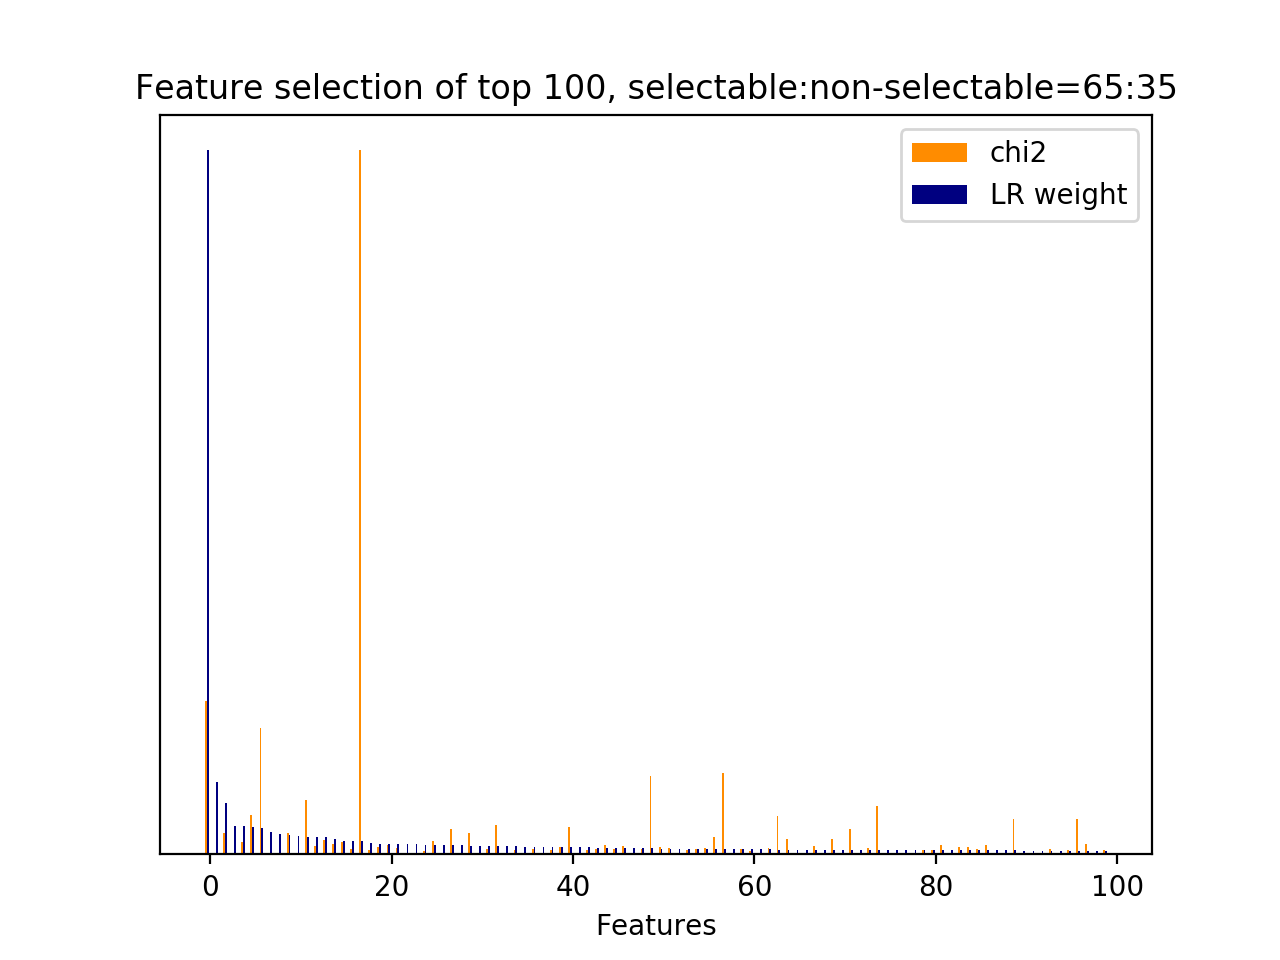 Feature selection of top 100, selectable:non-selectable=65:35
chi2
LR weight
0 20 40 60 80 100
Features